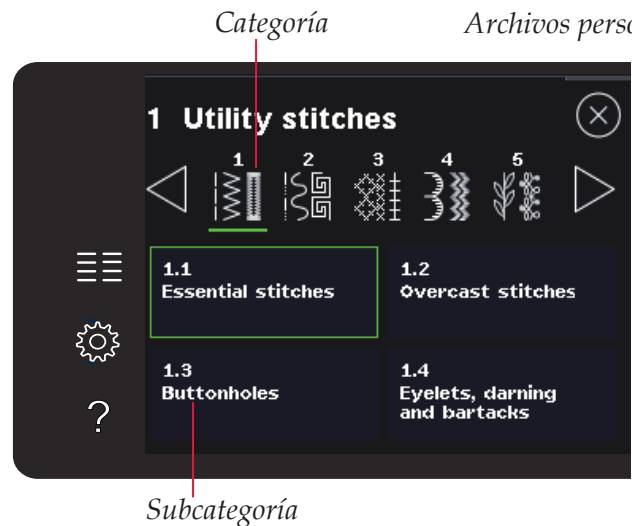 Categoría
Archivos perso
1 Utility stitches
1 2 3 4 5
1.1
Essential stitches
1.2
Overcast stitches
1.3
Buttonholes
1.4
Eyelets, darning
and bartacks
?
Subcategoría